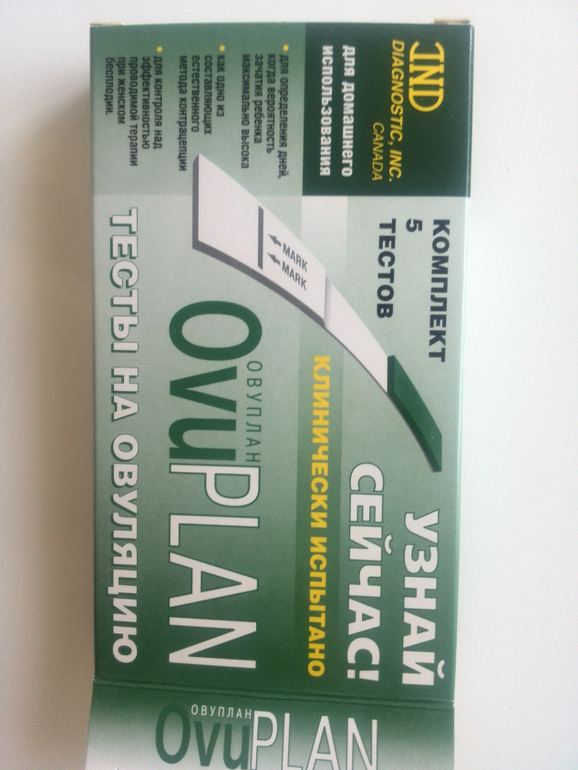 IND
DIAGNOSTIC, INC.
CANADA
для домашнего
использования
• для определения дней,
когда вероятность
зачатия ребенка
максимально высока
• как одно из
составляющих
естественного
метода контрацепции
• для контроля над
эффективностью
проводимой терапии
при женском
бесплодии.
КОМПЛЕКТ
5
ТЕСТОВ
MARK
MARK
УЗНАЙ
СЕЙЧАС!
КЛИНИЧЕСКИ ИСПЫТАНО
ОВУПЛАН
OvuPLAN
ТЕСТЫ НА ОВУЛЯЦИЮ
ОВУПЛАН
OvuPLAN